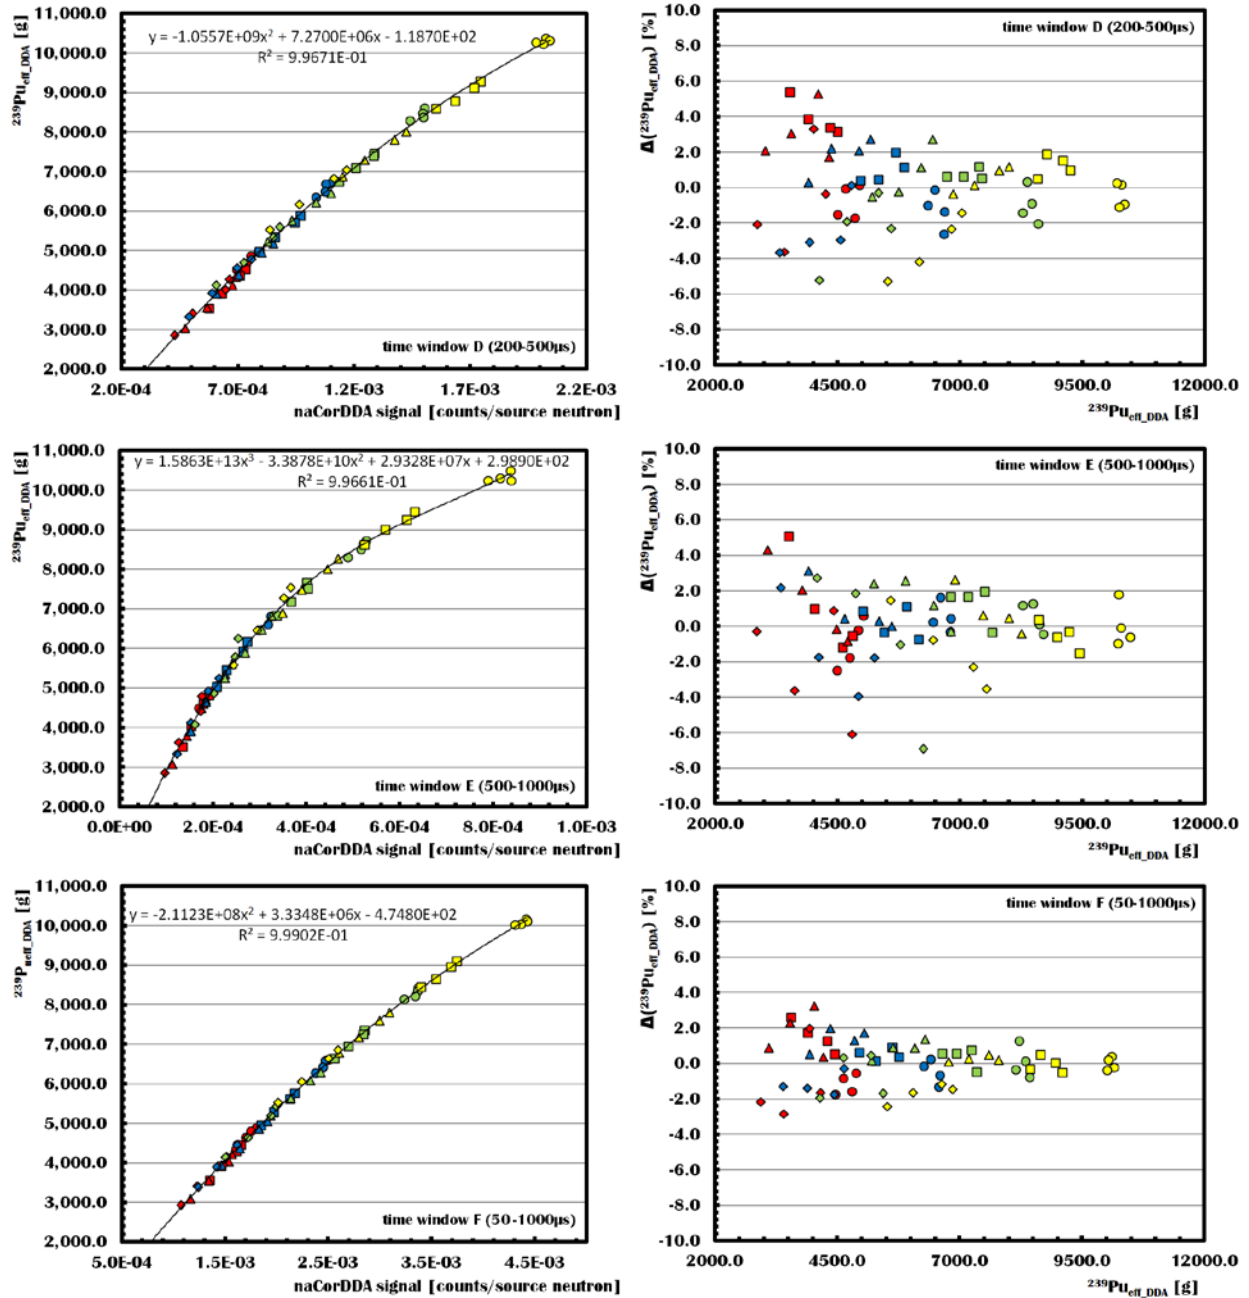 ²³⁹Pu_eff_DDA [g]
11,000.0
10,000.0
9,000.0
8,000.0
7,000.0
6,000.0
5,000.0
4,000.0
3,000.0
2,000.0
y = -1.0557E+09x² + 7.2700E+06x - 1.1870E+02
R² = 9.9671E-01
time window D (200-500µs)
2.0E-04 7.0E-04 1.2E-03 1.7E-03 2.2E-03
naCorDDA signal [counts/source neutron]
Δ(²³⁹Pu_eff_DDA) [%]
10.0
8.0
6.0
4.0
2.0
0.0
-2.0
-4.0
-6.0
-8.0
-10.0
time window D (200-500µs)
2000.0 4500.0 7000.0 9500.0 12000.0
²³⁹Pu_eff_DDA [g]
²³⁹Pu_eff_DDA [g]
11,000.0
10,000.0
9,000.0
8,000.0
7,000.0
6,000.0
5,000.0
4,000.0
3,000.0
2,000.0
y = 1.5863E+13x³ - 3.3878E+10x² + 2.9328E+07x + 2.9890E+02
R² = 9.9661E-01
time window E (500-1000µs)
0.0E+00 2.0E-04 4.0E-04 6.0E-04 8.0E-04 1.0E-03
naCorDDA signal [counts/source neutron]
Δ(²³⁹Pu_eff_DDA) [%]
10.0
8.0
6.0
4.0
2.0
0.0
-2.0
-4.0
-6.0
-8.0
-10.0
time window E (500-1000µs)
2000.0 4500.0 7000.0 9500.0 12000.0
²³⁹Pu_eff_DDA [g]
²³⁹P_ueff_DDA [g]
11,000.0
10,000.0
9,000.0
8,000.0
7,000.0
6,000.0
5,000.0
4,000.0
3,000.0
2,000.0
y = -2.1123E+08x² + 3.3348E+06x - 4.7480E+02
R² = 9.9902E-01
time window F (50-1000µs)
5.0E-04 1.5E-03 2.5E-03 3.5E-03 4.5E-03
naCorDDA signal [counts/source neutron]
Δ(²³⁹Pu_eff_DDA) [%]
10.0
8.0
6.0
4.0
2.0
0.0
-2.0
-4.0
-6.0
-8.0
-10.0
time window F (50-1000µs)
2000.0 4500.0 7000.0 9500.0 12000.0
²³⁹Pu_eff_DDA [g]